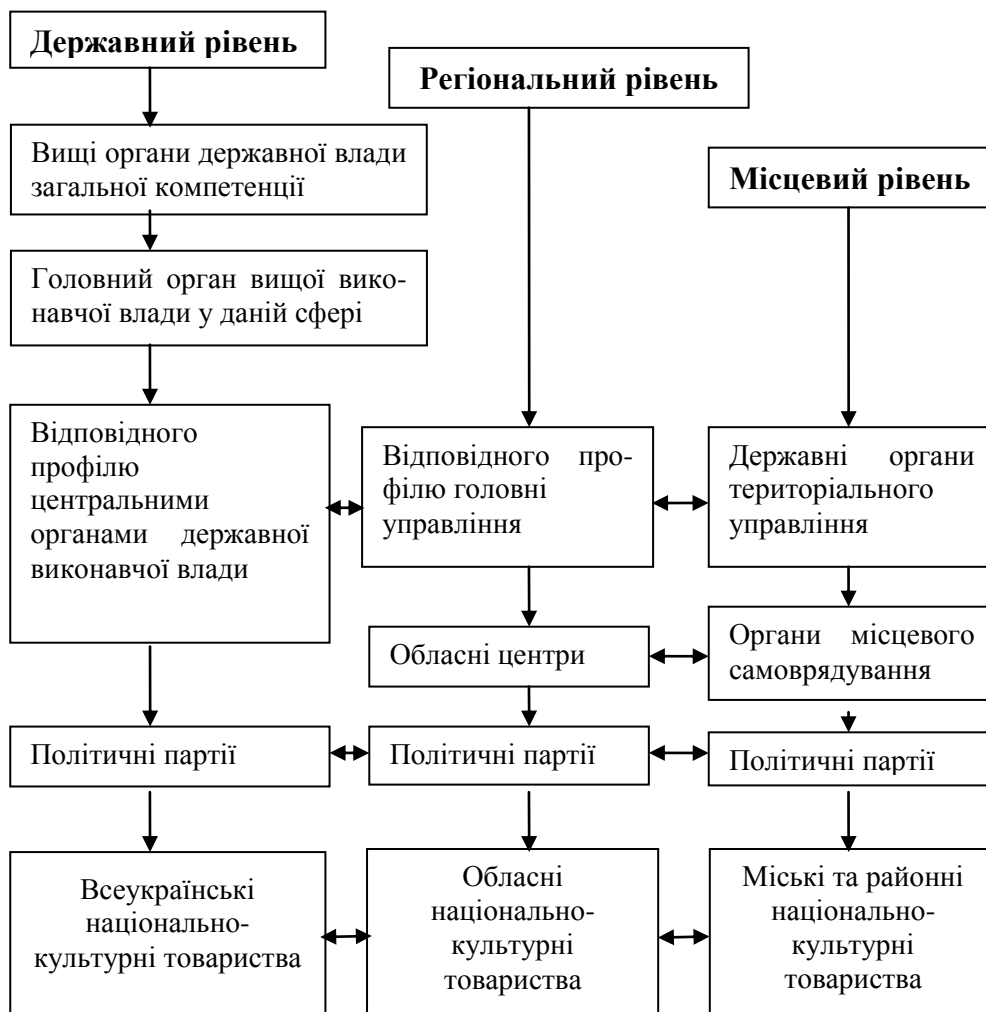 Державний рівень
Вищі органи державної влади
загальної компетенції
Головний орган вищої вико-
навчої влади у даній сфері
Відповідного
профілю
центральними
органами державної
виконавчої влади
Політичні партії
Всеукраїнські
національно-
культурні товариства
Регіональний рівень
Відповідного про-
філю головні
управління
Обласні центри
Політичні партії
Обласні
національно-
культурні
товариства
Місцевий рівень
Державні органи
територіального
управління
Органи місцевого
самоврядування
Політичні партії
Міські та районні
національно-
культурні
товариства